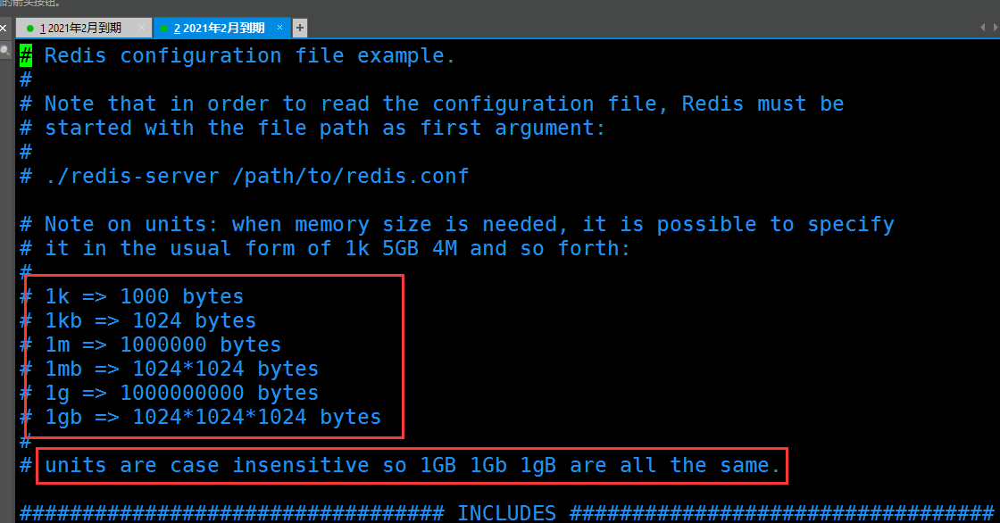 的箭头按钮。
1 2021年2月到期
2 2021年2月到期
# Redis configuration file example.
#
# Note that in order to read the configuration file, Redis must be
# started with the file path as first argument:
#
# ./redis-server /path/to/redis.conf
# Note on units: when memory size is needed, it is possible to specify
# it in the usual form of 1k 5GB 4M and so forth:
#
# 1k => 1000 bytes
# 1kb => 1024 bytes
# 1m => 1000000 bytes
# 1mb => 1024*1024 bytes
# 1g => 1000000000 bytes
# 1gb => 1024*1024*1024 bytes
#
# units are case insensitive so 1GB 1Gb 1gB are all the same.
################################## INCLUDES ##################################